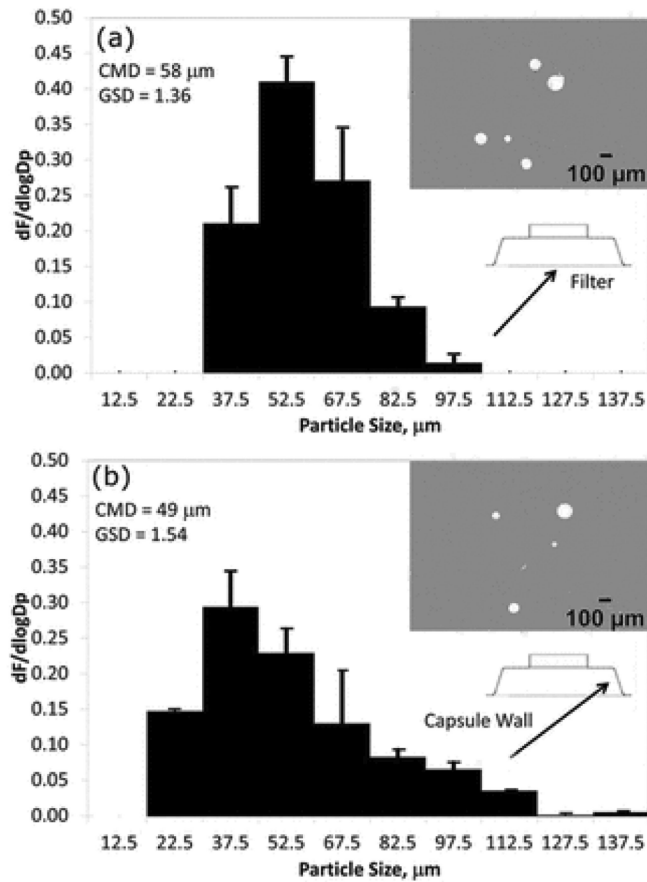 (a)
CMD = 58 μm
GSD = 1.36
dF/dlogDp
0.50
0.45
0.40
0.35
0.30
0.25
0.20
0.15
0.10
0.05
0.00
100 μm
Filter
12.5 22.5 37.5 52.5 67.5 82.5 97.5 112.5 127.5 137.5
Particle Size, μm
(b)
CMD = 49 μm
GSD = 1.54
dF/dlogDp
0.50
0.45
0.40
0.35
0.30
0.25
0.20
0.15
0.10
0.05
0.00
100 μm
Capsule Wall
12.5 22.5 37.5 52.5 67.5 82.5 97.5 112.5 127.5 137.5
Particle Size, μm